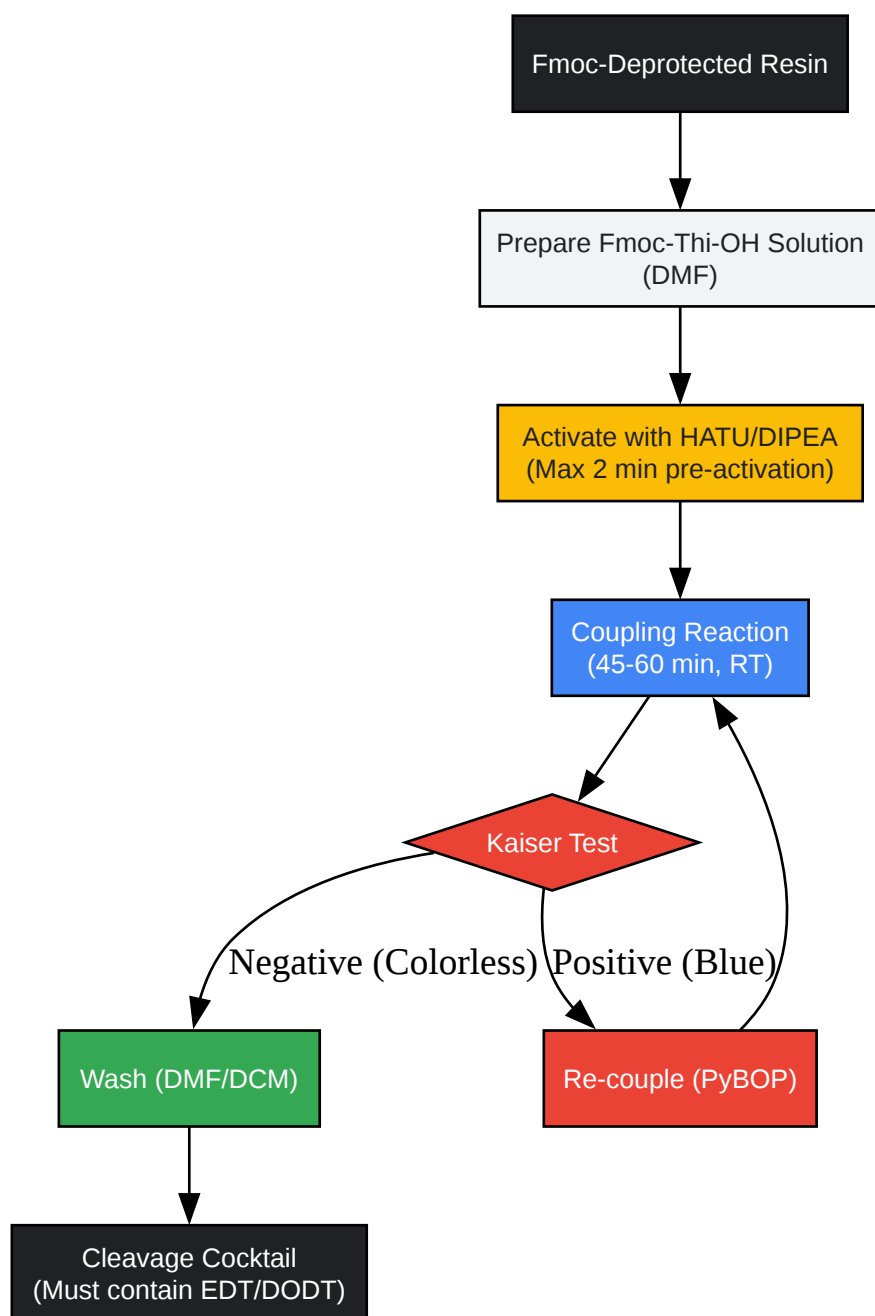 Fmoc-Deprotected Resin
Prepare Fmoc-Thi-OH Solution
(DMF)
Activate with HATU/DIPEA
(Max 2 min pre-activation)
Coupling Reaction
(45-60 min, RT)
Kaiser Test
Negative (Colorless)
Positive (Blue)
Wash (DMF/DCM)
Re-couple (PyBOP)
Cleavage Cocktail
(Must contain EDT/DODT)